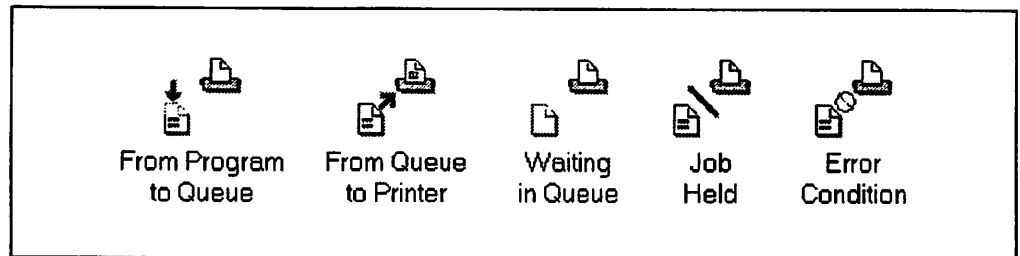 From Program
to Queue
From Queue
to Printer
Waiting
in Queue
Job
Held
Error
Condition